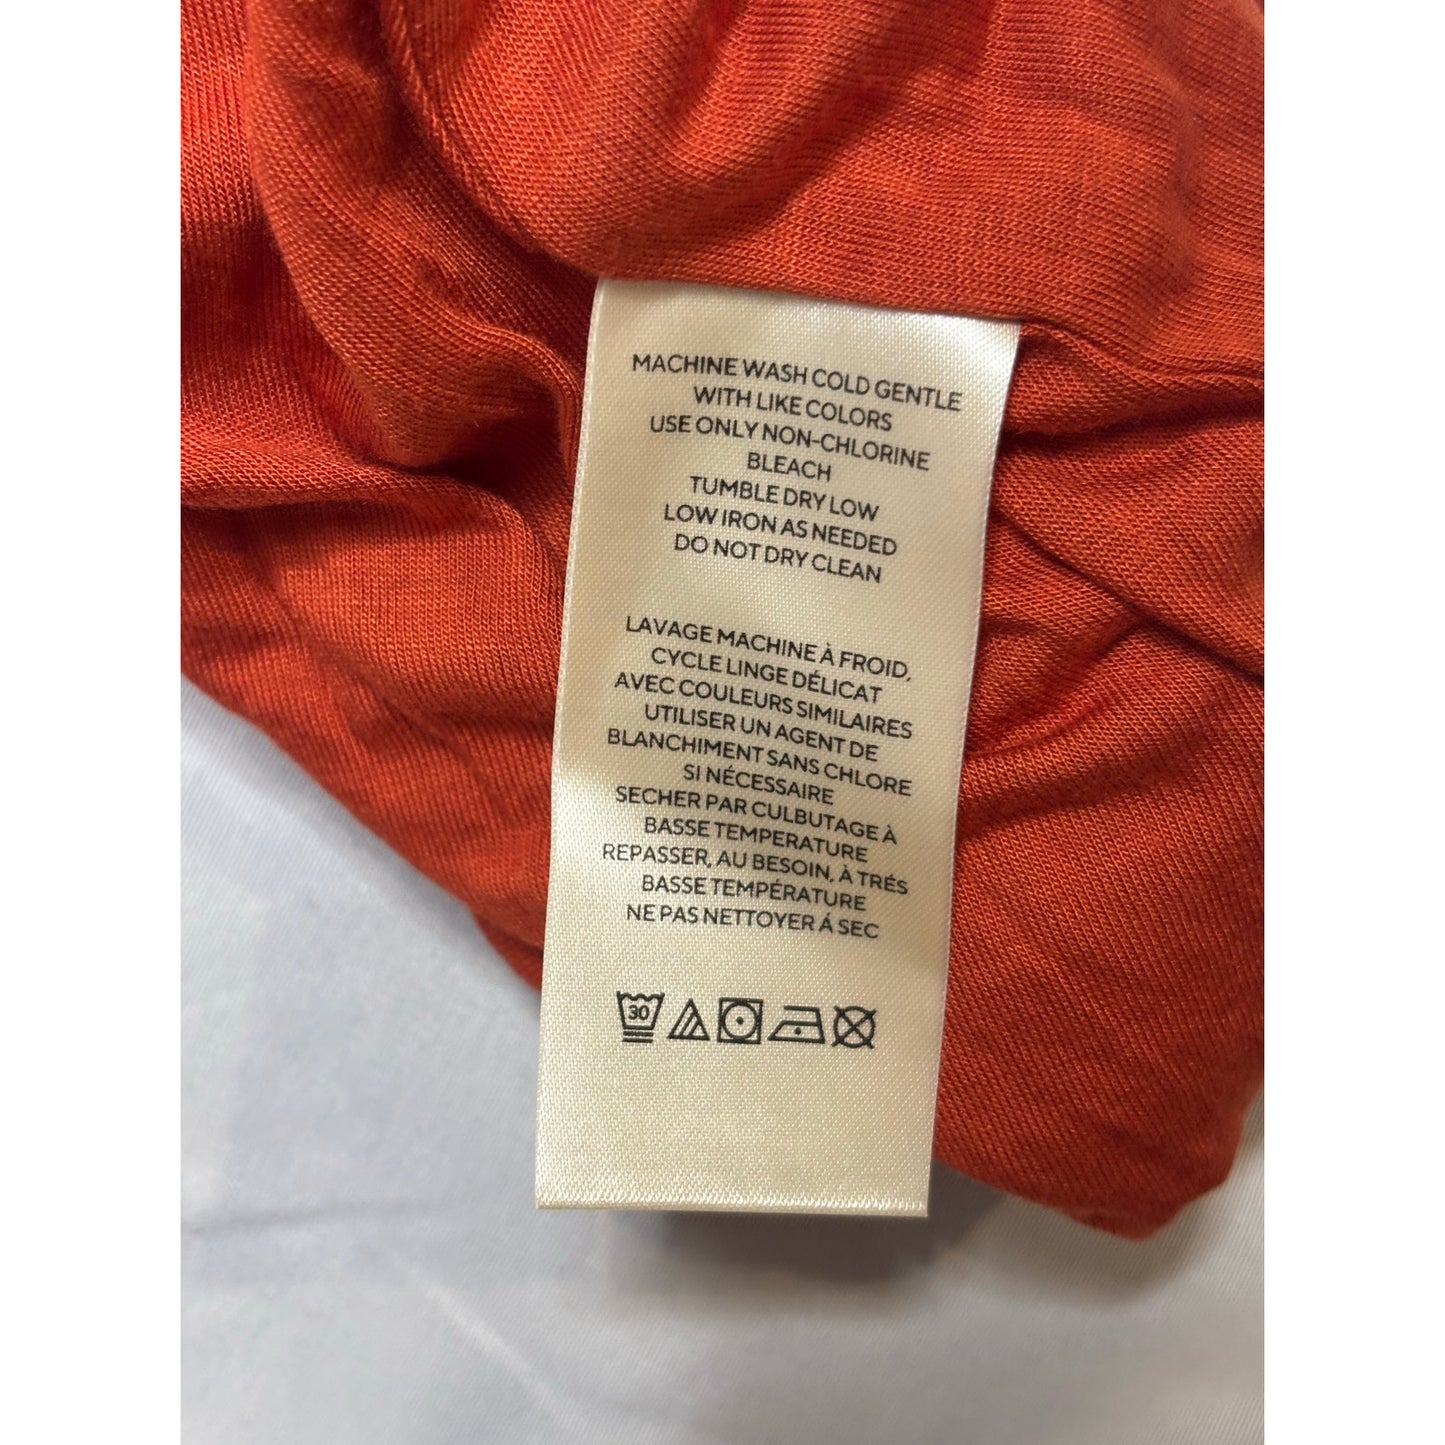 MACHINE WASH COLD GENTLE
WITH LIKE COLORS
USE ONLY NON-CHLORINE
BLEACH
TUMBLE DRY LOW
LOW IRON AS NEEDED
DO NOT DRY CLEAN
LAVAGE MACHINE À FROID,
CYCLE LINGE DÉLICAT
AVEC COULEURS SIMILAIRES
UTILISER UN AGENT DE
BLANCHIMENT SANS CHLORE
SI NÉCESSAIRE
SECHER PAR CULBUTAGE À
BASSE TEMPERATURE
REPASSER, AU BESOIN, À TRÉS
BASSE TEMPÉRATURE
NE PAS NETTOYER Á SEC
30